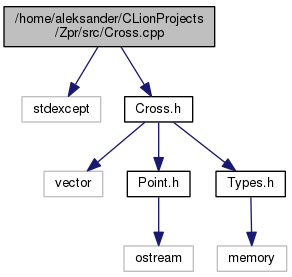 /home/aleksander/CLionProjects
/Zpr/src/Cross.cpp
stdexcept
Cross.h
vector
Point.h
Types.h
ostream
memory